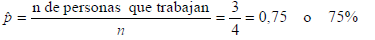 p̂ = n de personas que trabajan / n = 3/4 = 0,75 o 75%